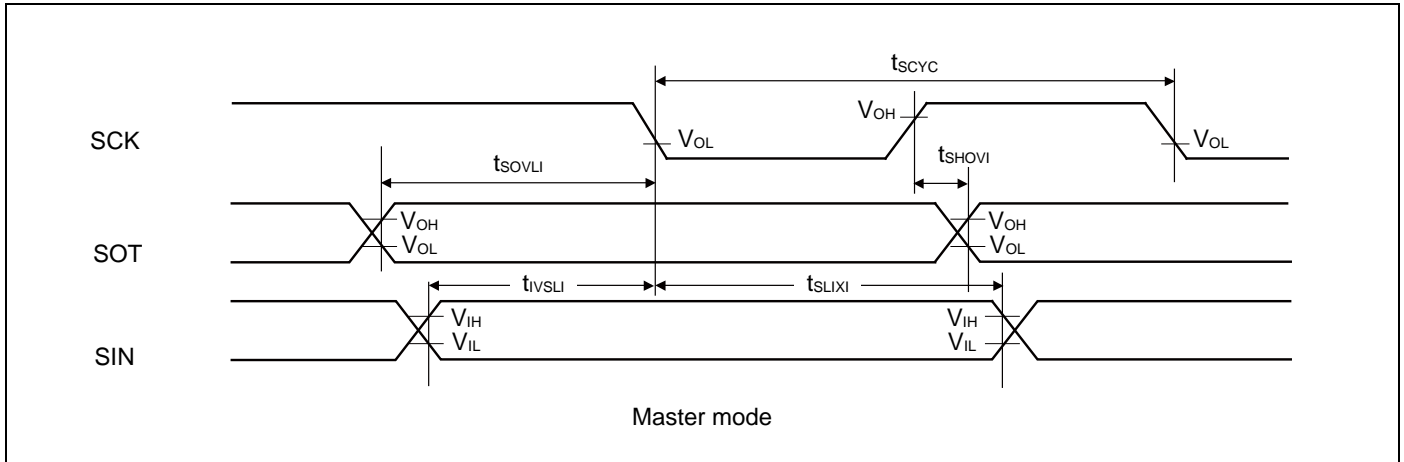 tSCYC
SCK
VOH
VOL
VOL
tSHOVI
tSOVLI
SOT
VOH
VOL
VOH
VOL
tIVSLI
tSLIXI
SIN
VIH
VIL
VIH
VIL
Master mode